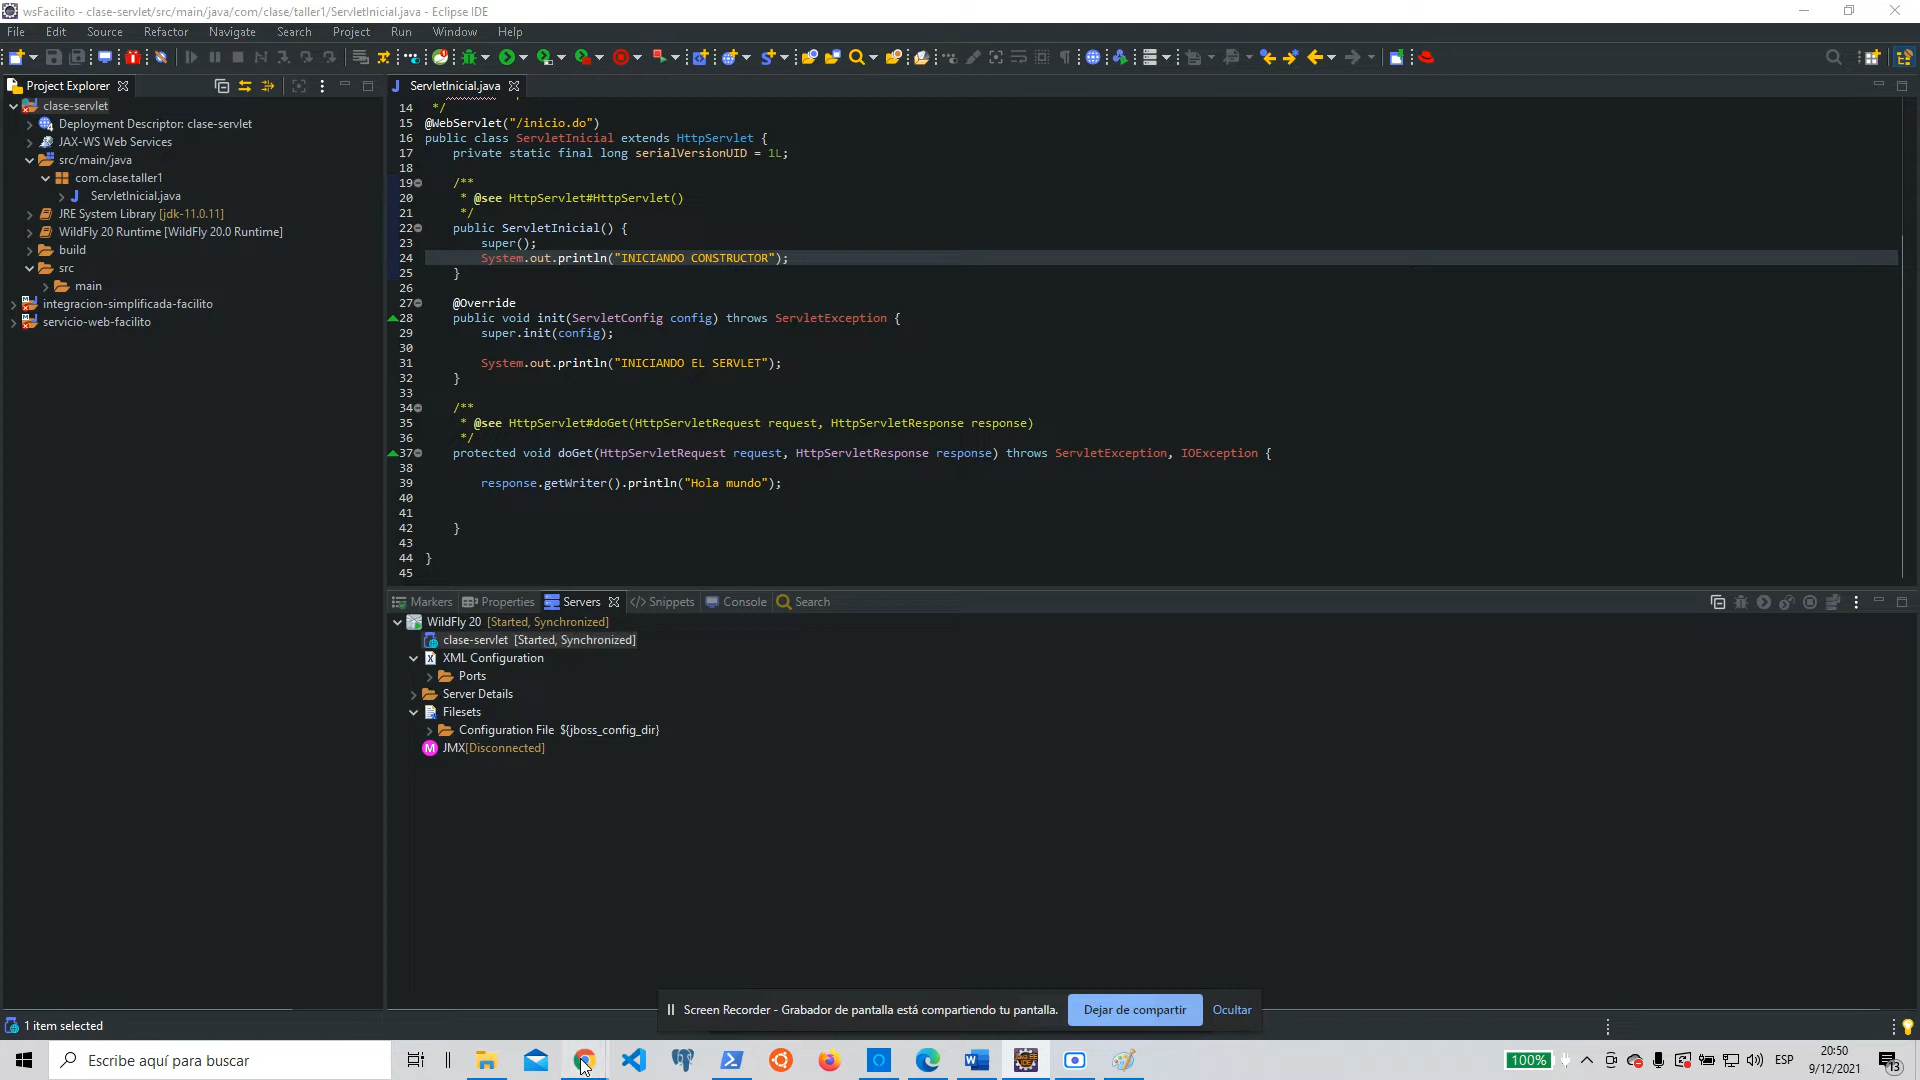 wsFacilito - clase-servlet/src/main/java/com/clase/taller1/ServletInicial.java - Eclipse IDE
File Edit Source Refactor Navigate Search Project Run Window Help
Project Explorer
clase-servlet
Deployment Descriptor: clase-servlet
JAX-WS Web Services
src/main/java
com.clase.taller1
ServletInicial.java
JRE System Library [jdk-11.0.11]
WildFly 20 Runtime [WildFly 20.0 Runtime]
build
src
main
integracion-simplificada-facilito
servicio-web-facilito
ServletInicial.java
14 */
15 @WebServlet("/inicio.do")
16 public class ServletInicial extends HttpServlet {
17 private static final long serialVersionUID = 1L;
18
19 /**
20 * @see HttpServlet#HttpServlet()
21 */
22 public ServletInicial() {
23 super();
24 System.out.println("INICIANDO CONSTRUCTOR");
25 }
26
27 @Override
28 public void init(ServletConfig config) throws ServletException {
29 super.init(config);
30
31 System.out.println("INICIANDO EL SERVLET");
32 }
33
34 /**
35 * @see HttpServlet#doGet(HttpServletRequest request, HttpServletResponse response)
36 */
37 protected void doGet(HttpServletRequest request, HttpServletResponse response) throws ServletException, IOException {
38
39 response.getWriter().println("Hola mundo");
40
41
42 }
43
44 }
45
Markers Properties Servers Snippets Console Search
WildFly 20 [Started, Synchronized]
clase-servlet [Started, Synchronized]
XML Configuration
Ports
Server Details
Filesets
Configuration File ${jboss_config_dir}
JMX[Disconnected]
Screen Recorder - Grabador de pantalla está compartiendo tu pantalla. Dejar de compartir Ocultar
1 item selected
Escribe aquí para buscar
100%
ESP
20:50
9/12/2021
13